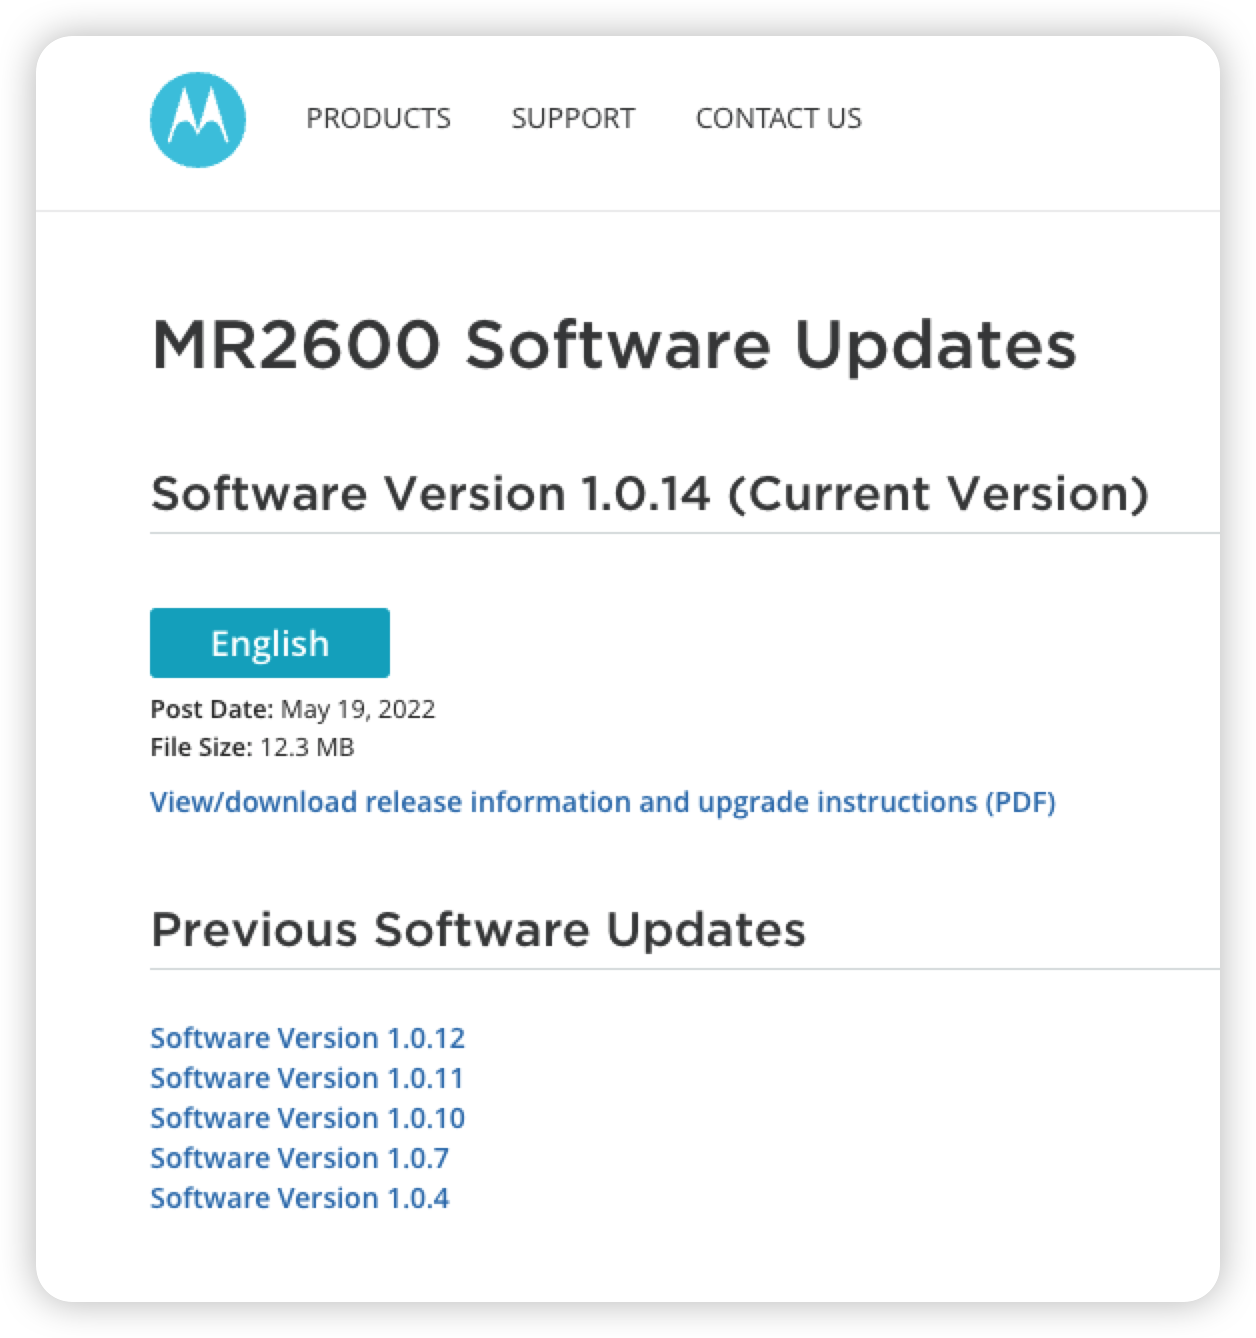 PRODUCTS SUPPORT CONTACT US
MR2600 Software Updates
Software Version 1.0.14 (Current Version)
English
Post Date: May 19, 2022
File Size: 12.3 MB
View/download release information and upgrade instructions (PDF)
Previous Software Updates
Software Version 1.0.12
Software Version 1.0.11
Software Version 1.0.10
Software Version 1.0.7
Software Version 1.0.4